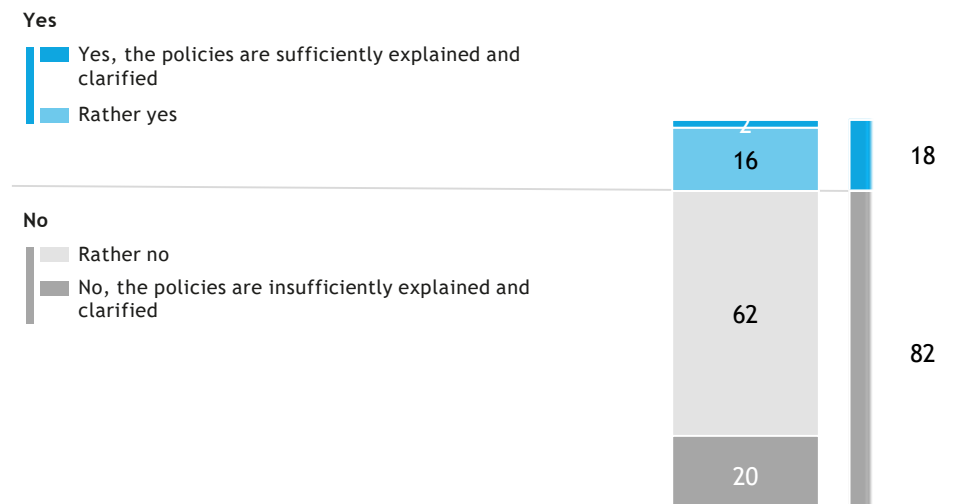 Yes
Yes, the policies are sufficiently explained and
clarified
Rather yes
2
16
18
No
Rather no
No, the policies are insufficiently explained and
clarified
62
82
20